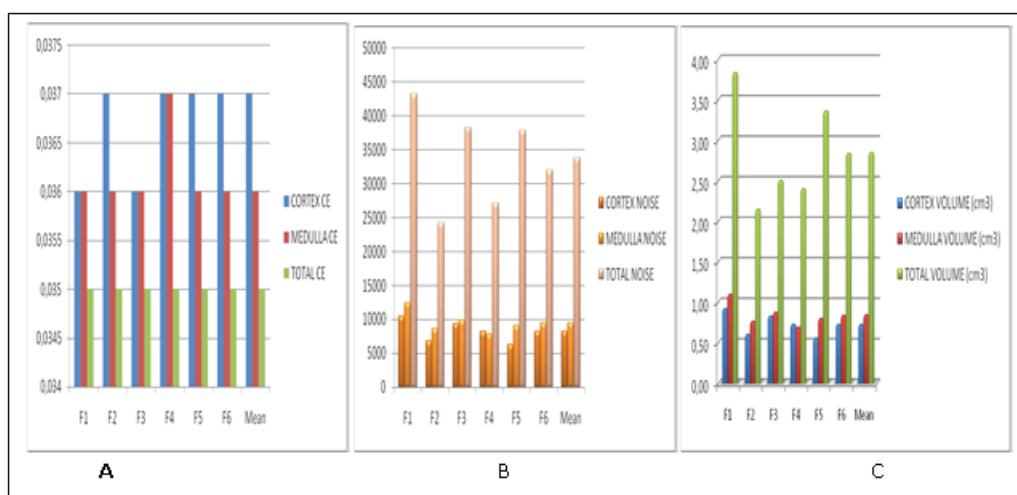 0,0375
0,037
0,0365
0,036
0,0355
0,035
0,0345
0,034
F1 F2 F3 F4 F5 F6 Mean
CORTEX CE
MEDULLA CE
TOTAL CE
A
50000
45000
40000
35000
30000
25000
20000
15000
10000
5000
0
F1 F2 F3 F4 F5 F6 Mean
CORTEX NOISE
MEDULLA NOISE
TOTAL NOISE
B
4,00
3,50
3,00
2,50
2,00
1,50
1,00
0,50
0,00
F1 F2 F3 F4 F5 F6 Mean
CORTEX VOLUME (cm3)
MEDULLA VOLUME (cm3)
TOTAL VOLUME (cm3)
C